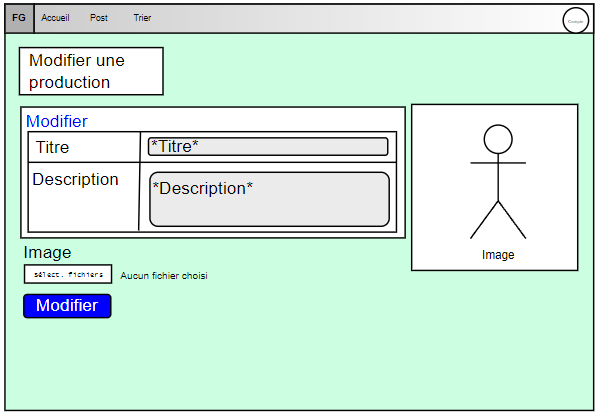 FG Accueil Post Trier Compte
Modifier une
production
Modifier
Titre *Titre*
Description *Description*
Image
Image
sélect. fichiers Aucun fichier choisi
Modifier